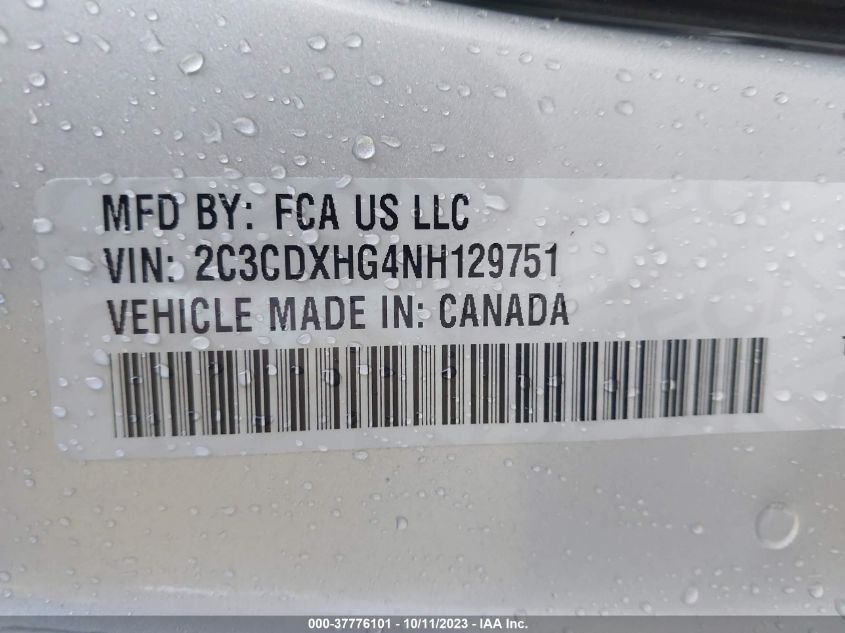 MFD BY: FCA US LLC
VIN: 2C3CDXHG4NH129751
VEHICLE MADE IN: CANADA
000-37776101 - 10/11/2023 - IAA Inc.